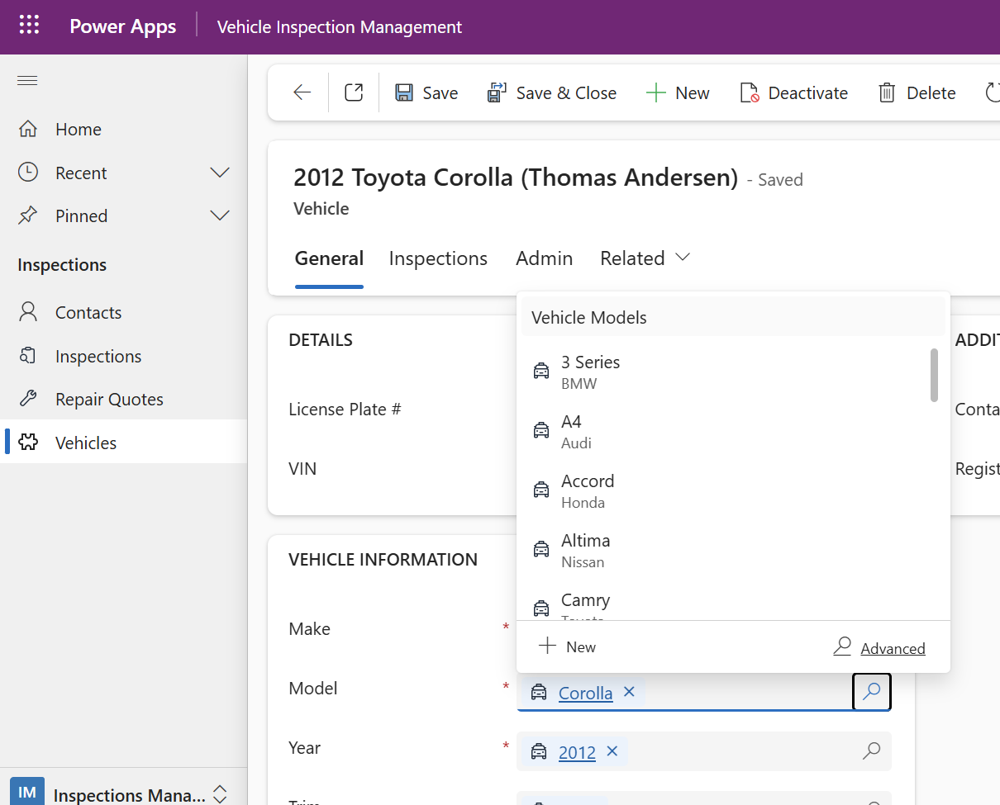 Power Apps
Vehicle Inspection Management
Home
Recent
Pinned
Inspections
Contacts
Inspections
Repair Quotes
Vehicles
IM
Inspections Mana...
Save
Save & Close
New
Deactivate
Delete
2012 Toyota Corolla (Thomas Andersen) - Saved
Vehicle
General
Inspections
Admin
Related
DETAILS
License Plate #
VIN
Vehicle Models
3 Series
BMW
A4
Audi
Accord
Honda
Altima
Nissan
Camry
Toyota
New
Advanced
ADDIT
Conta
Regist
VEHICLE INFORMATION
Make *
Model *
Corolla
Year *
2012
Trim